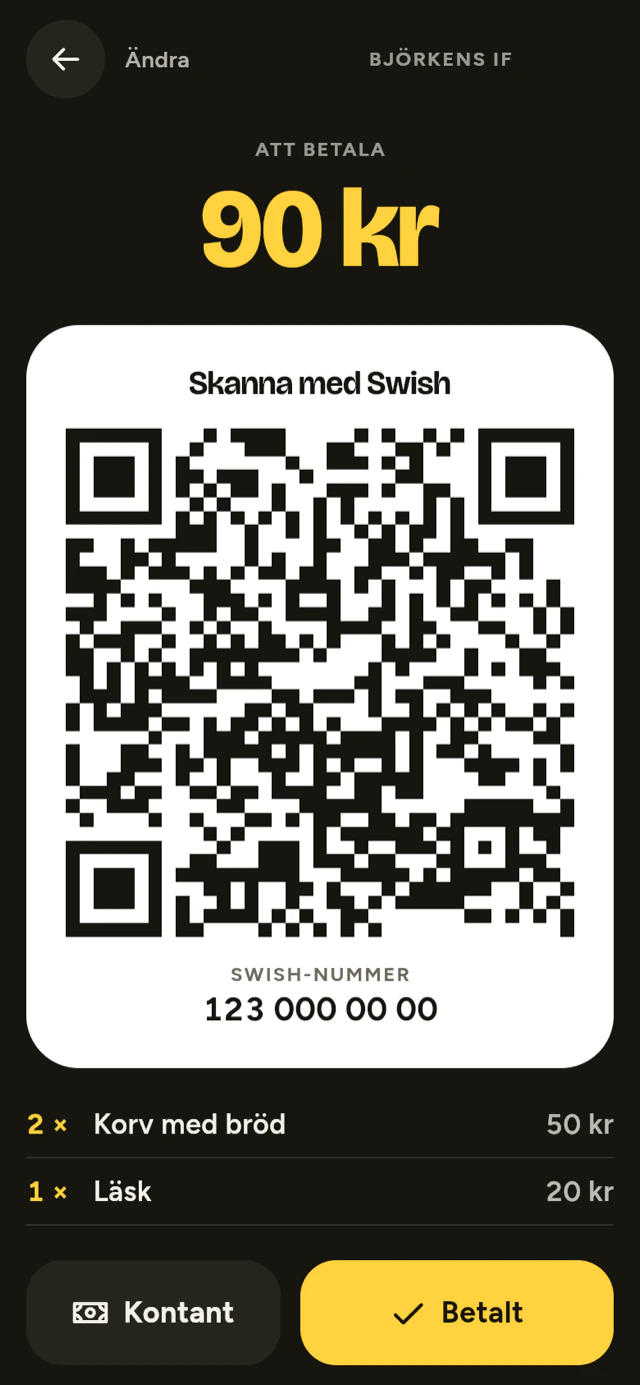 Ändra
BJÖRKENS IF
ATT BETALA
90 kr
Skanna med Swish
SWISH-NUMMER
123 000 00 00
2 × Korv med bröd 50 kr
1 × Läsk 20 kr
Kontant
Betalt